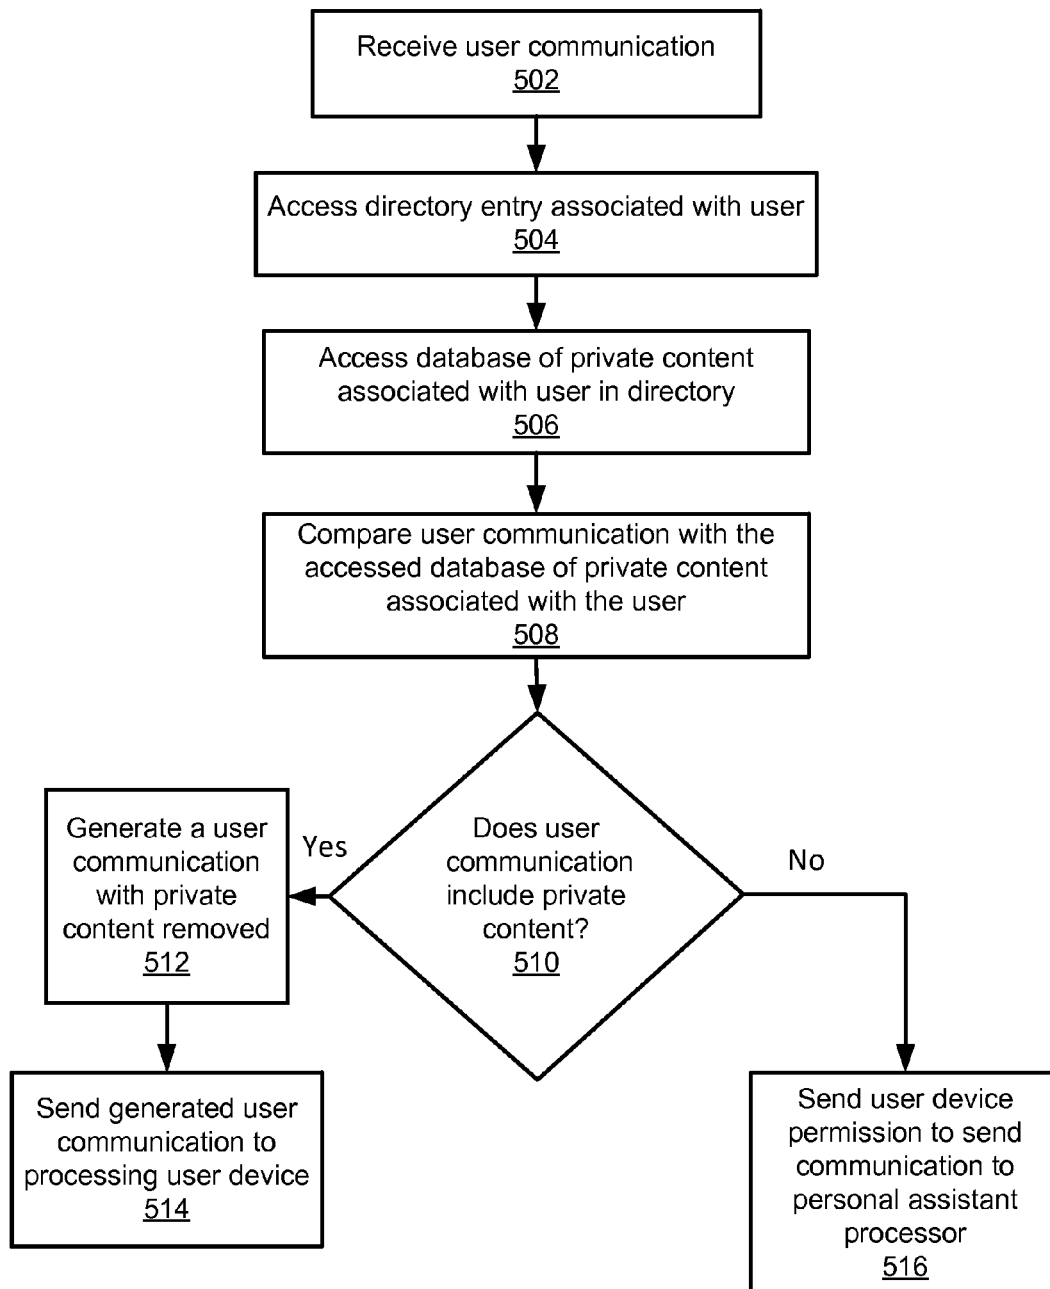 Receive user communication
502
Access directory entry associated with user
504
Access database of private content
associated with user in directory
506
Compare user communication with the
accessed database of private content
associated with the user
508
Does user
communication
include private
content?
510
Yes
No
Generate a user
communication
with private
content removed
512
Send generated user
communication to
processing user device
514
Send user device
permission to send
communication to
personal assistant
processor
516